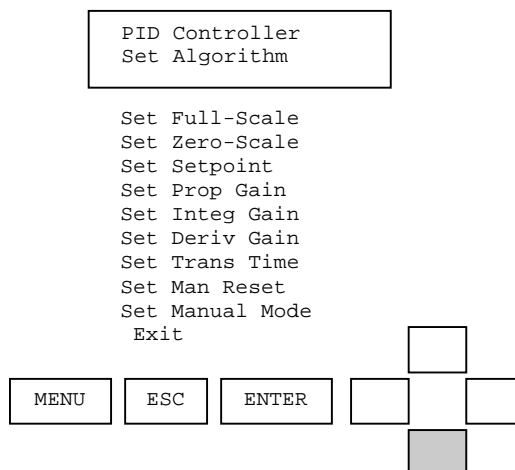 PID Controller
Set Algorithm
Set Full-Scale
Set Zero-Scale
Set Setpoint
Set Prop Gain
Set Integ Gain
Set Deriv Gain
Set Trans Time
Set Man Reset
Set Manual Mode
Exit
MENU ESC ENTER